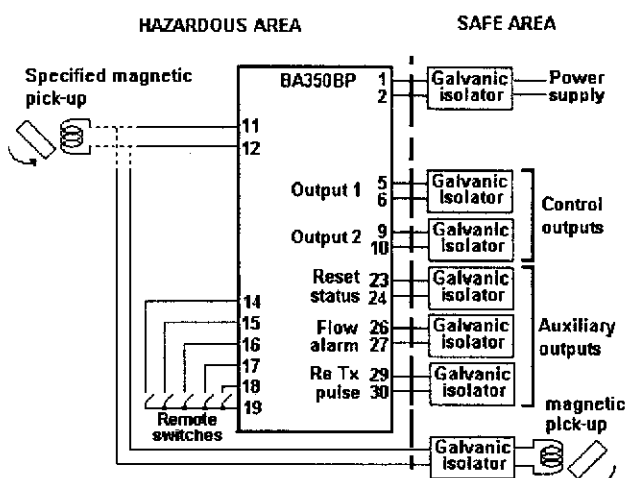 HAZARDOUS AREA
SAFE AREA
Specified magnetic
pick-up
BA350BP
1
2
Galvanic
isolator
Power
supply
11
12
Output 1
5
6
Galvanic
isolator
Output 2
9
10
Galvanic
isolator
Control
outputs
Reset
status
23
24
Galvanic
isolator
Flow
alarm
26
27
Galvanic
isolator
Re Tx
pulse
29
30
Galvanic
isolator
Auxiliary
outputs
14
15
16
17
18
19
Remote
switches
magnetic
pick-up
Galvanic
isolator